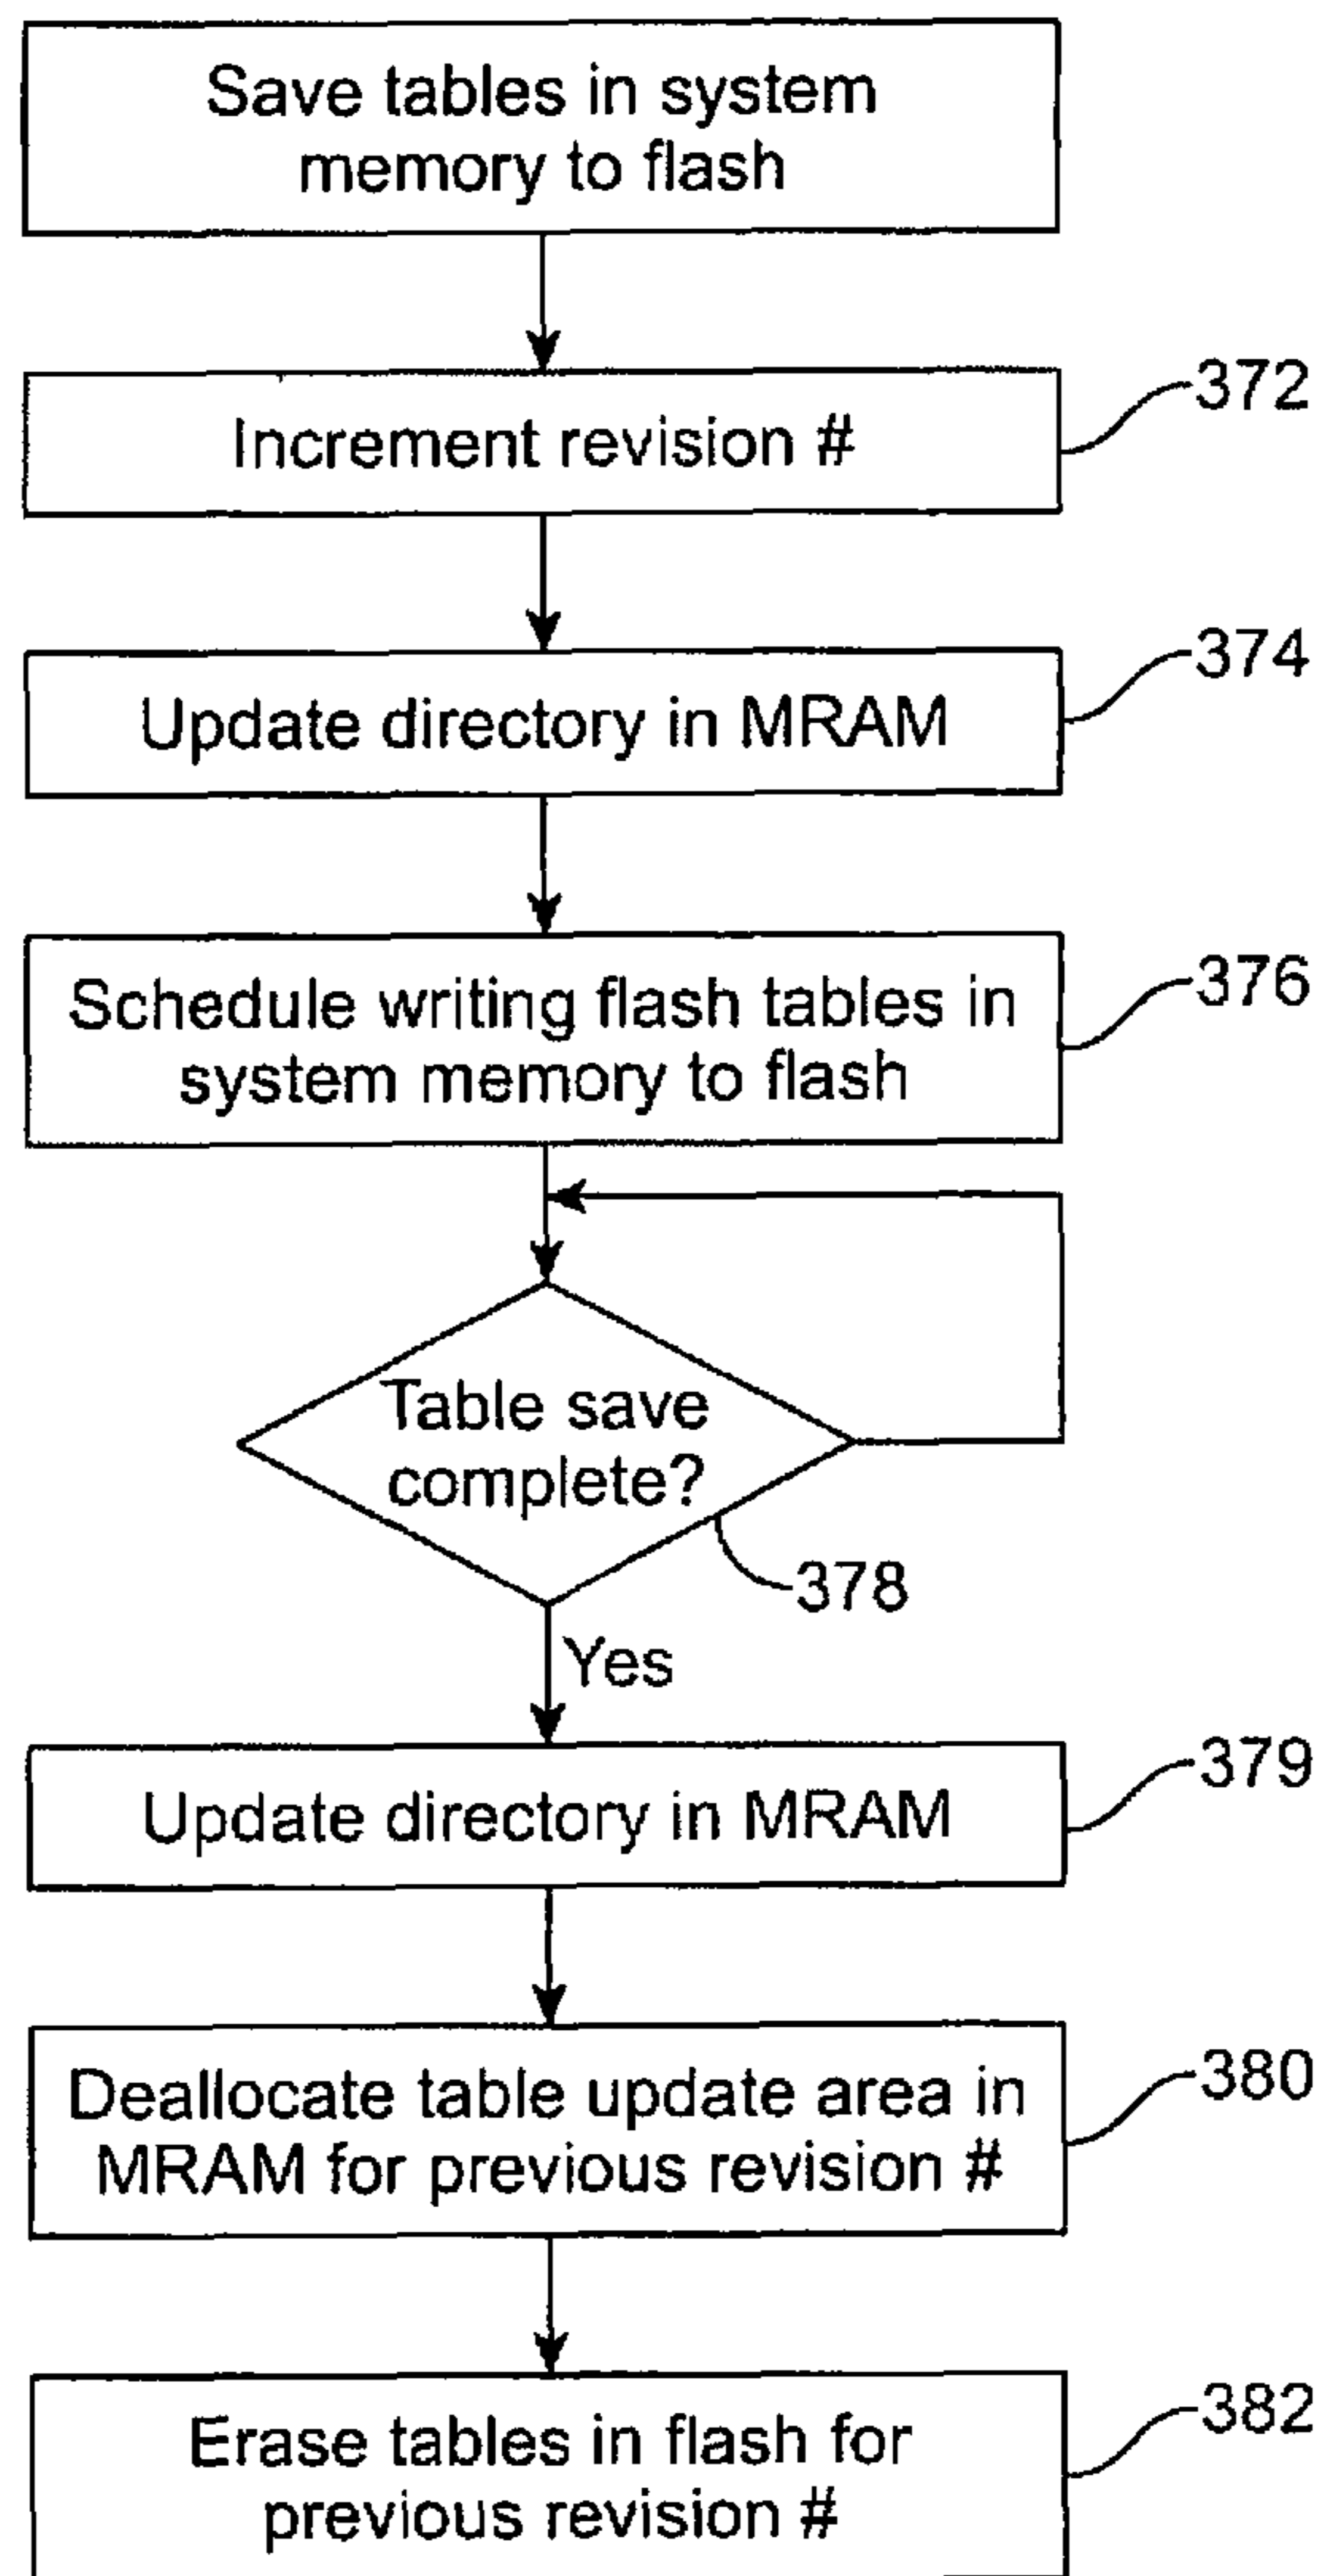 Save tables in system
memory to flash
372
Increment revision #
374
Update directory in MRAM
376
Schedule writing flash tables in
system memory to flash
Table save
complete?
378
Yes
379
Update directory in MRAM
380
Deallocate table update area in
MRAM for previous revision #
382
Erase tables in flash for
previous revision #